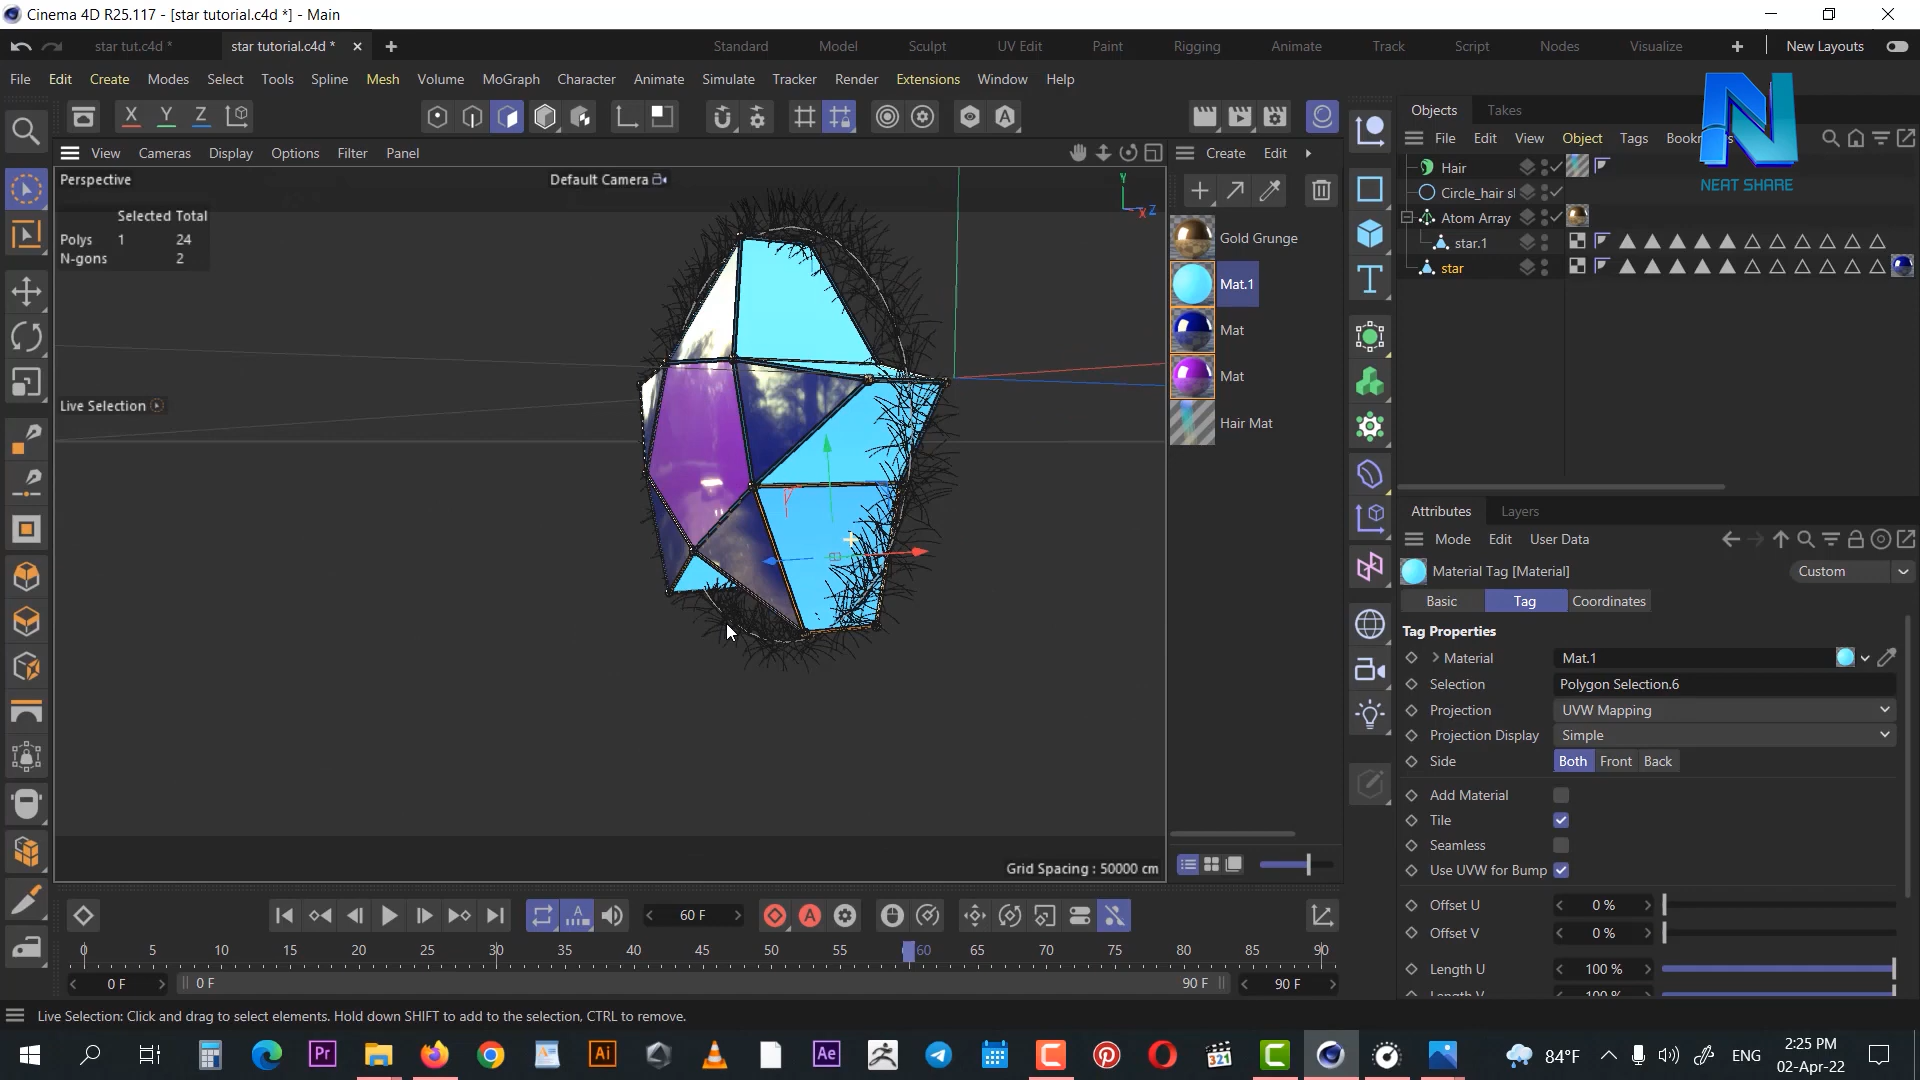 Cinema 4D R25.117 - [star tutorial.c4d *] - Main
star tut.c4d *
star tutorial.c4d *
Standard
Model
Sculpt
UV Edit
Paint
Rigging
Animate
Track
Script
Nodes
Visualize
New Layouts
File Edit Create Modes Select Tools Spline Mesh Volume MoGraph Character Animate Simulate Tracker Render Extensions Window Help
X Y Z
Objects Takes
View Cameras Display Options Filter Panel
Create Edit
File Edit View Object Tags
NEAT SHARE
Perspective
Default Camera
Y
X Z
Selected Total
Polys 1 24
N-gons 2
Live Selection
Grid Spacing : 50000 cm
Gold Grunge
Mat.1
Mat
Mat
Hair Mat
Hair
Circle_hair sl
Atom Array
star.1
star
Attributes Layers
Mode Edit User Data
Material Tag [Material]
Custom
Basic Tag Coordinates
Tag Properties
Material Mat.1
Selection Polygon Selection.6
Projection UVW Mapping
Projection Display Simple
Side Both Front Back
Add Material
Tile
Seamless
Use UVW for Bump
Offset U 0 %
Offset V 0 %
Length U 100 %
Length V 100 %
60 F
0 5 10 15 20 25 30 35 40 45 50 55 60 65 70 75 80 85 90
0 F
0 F
90 F
90 F
Live Selection: Click and drag to select elements. Hold down SHIFT to add to the selection, CTRL to remove.
Pr
Ai
Ae
321
84°F
ENG
2:25 PM
02-Apr-22